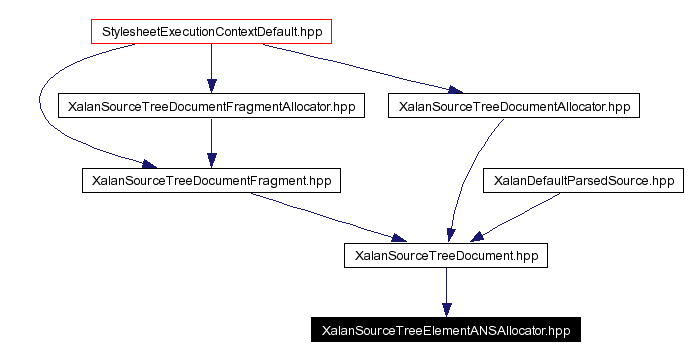 StylesheetExecutionContextDefault.hpp
XalanSourceTreeDocumentFragmentAllocator.hpp
XalanSourceTreeDocumentAllocator.hpp
XalanSourceTreeDocumentFragment.hpp
XalanDefaultParsedSource.hpp
XalanSourceTreeDocument.hpp
XalanSourceTreeElementANSAllocator.hpp